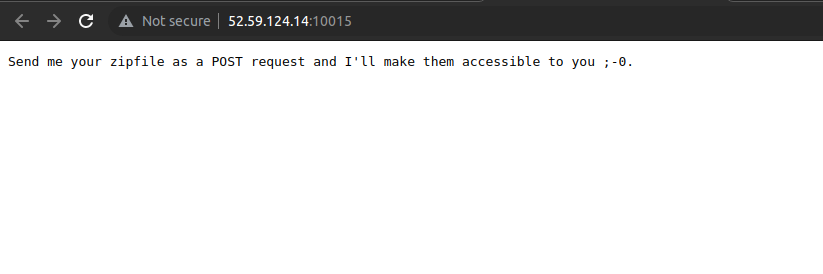 Not secure 52.59.124.14:10015
Send me your zipfile as a POST request and I'll make them accessible to you ;-0.